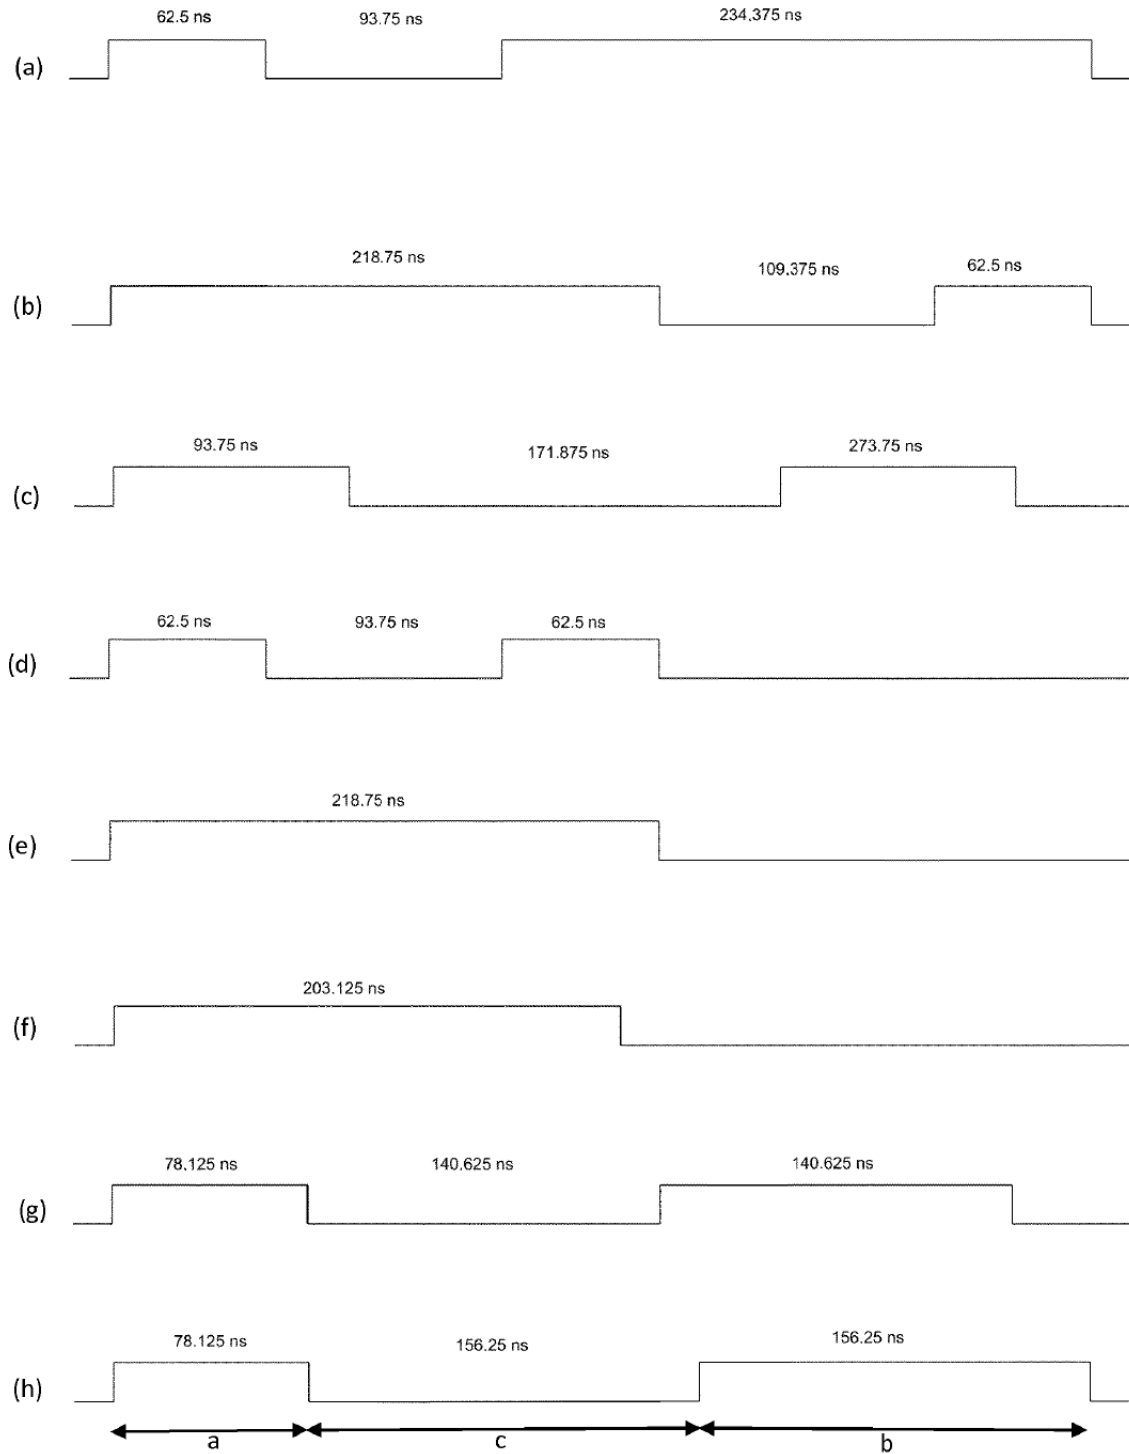 62.5 ns 93.75 ns 234.375 ns
(a)
218.75 ns 109.375 ns 62.5 ns
(b)
93.75 ns 171.875 ns 273.75 ns
(c)
62.5 ns 93.75 ns 62.5 ns
(d)
218.75 ns
(e)
203.125 ns
(f)
78.125 ns 140.625 ns 140.625 ns
(g)
78.125 ns 156.25 ns 156.25 ns
(h)
a c b